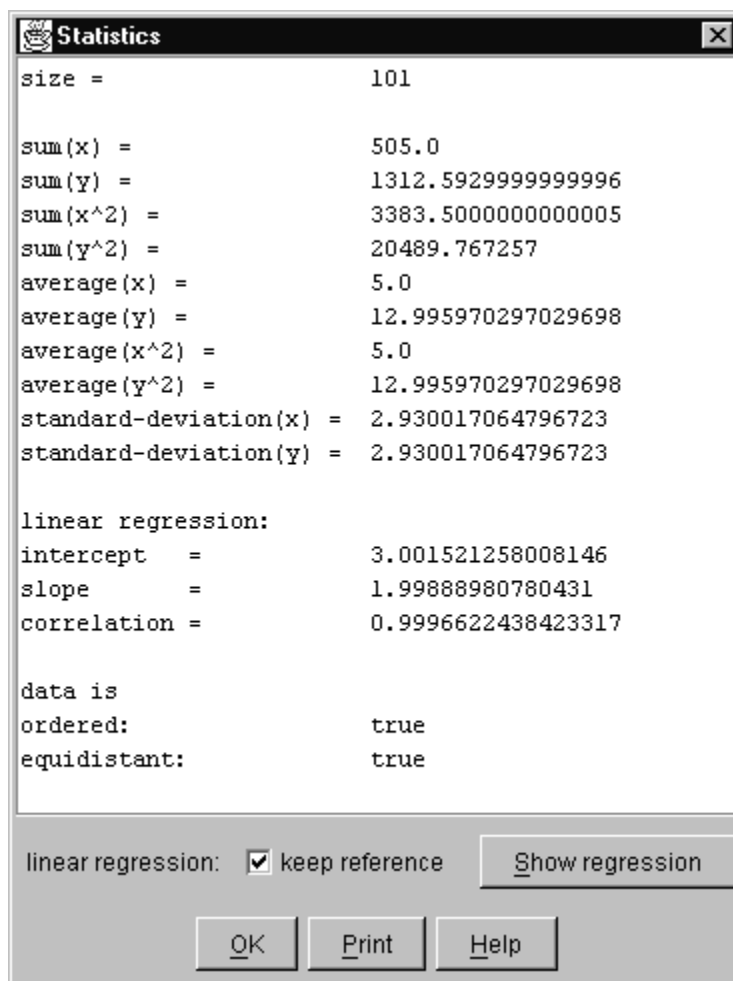 Statistics
size = 101
sum(x) = 505.0
sum(y) = 1312.5929999999996
sum(x^2) = 3383.5000000000005
sum(y^2) = 20489.767257
average(x) = 5.0
average(y) = 12.995970297029698
average(x^2) = 5.0
average(y^2) = 12.995970297029698
standard-deviation(x) = 2.930017064796723
standard-deviation(y) = 2.930017064796723
linear regression:
intercept = 3.001521258008146
slope = 1.99888980780431
correlation = 0.9996622438423317
data is
ordered: true
equidistant: true
linear regression: keep reference Show regression
OK Print Help